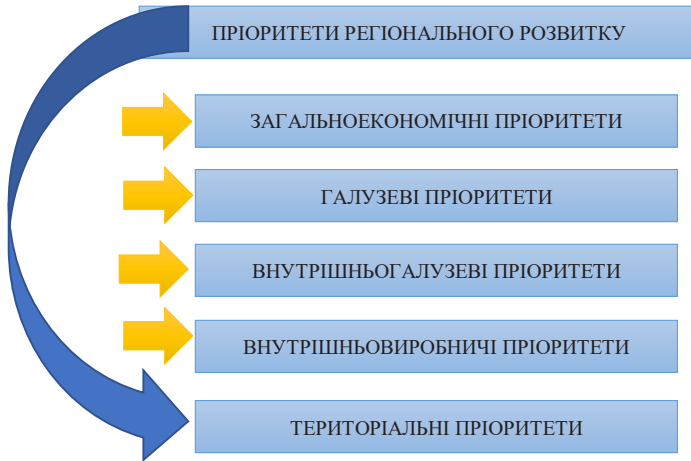 ПРІОРИТЕТИ РЕГІОНАЛЬНОГО РОЗВИТКУ
ЗАГАЛЬНОЕКОНОМІЧНІ ПРІОРИТЕТИ
ГАЛУЗЕВІ ПРІОРИТЕТИ
ВНУТРІШНЬОГАЛУЗЕВІ ПРІОРИТЕТИ
ВНУТРІШНЬОВИРОБНИЧІ ПРІОРИТЕТИ
ТЕРИТОРІАЛЬНІ ПРІОРИТЕТИ